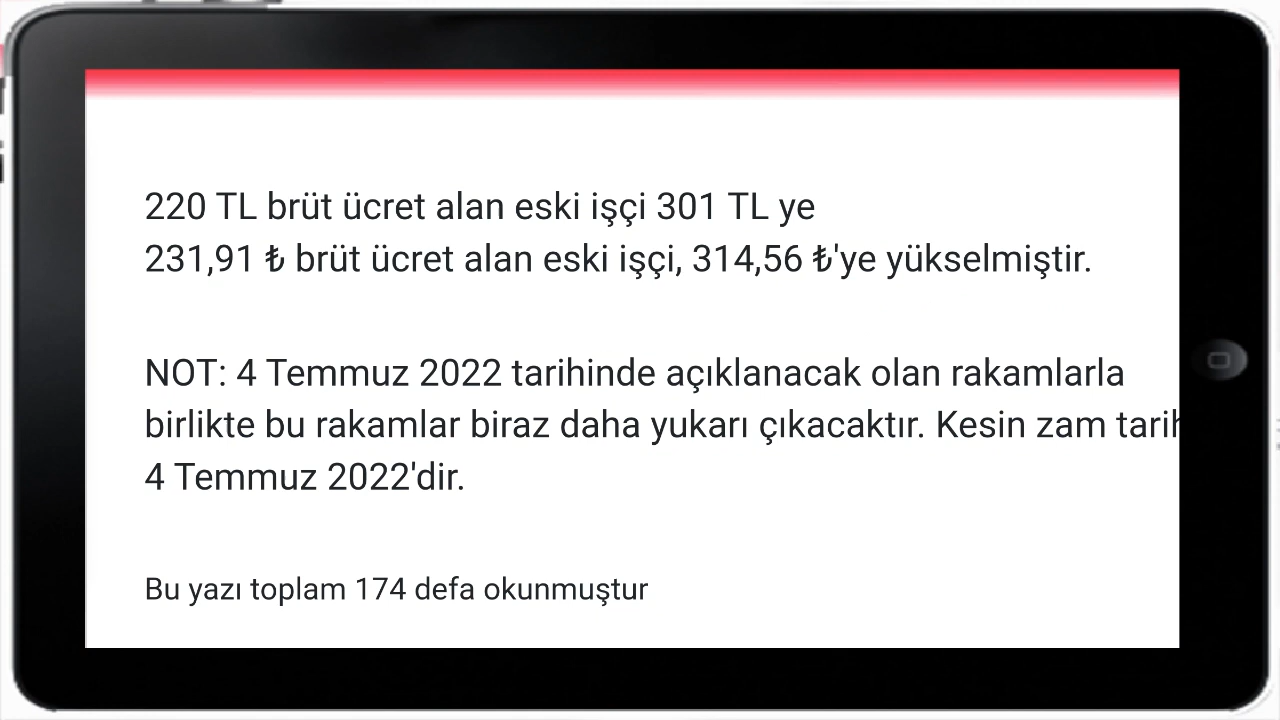 220 TL brüt ücret alan eski işçi 301 TL ye
231,91 ₺ brüt ücret alan eski işçi, 314,56 ₺'ye yükselmiştir.
NOT: 4 Temmuz 2022 tarihinde açıklanacak olan rakamlarla
birlikte bu rakamlar biraz daha yukarı çıkacaktır. Kesin zam
4 Temmuz 2022'dir.
Bu yazı toplam 174 defa okunmuştur